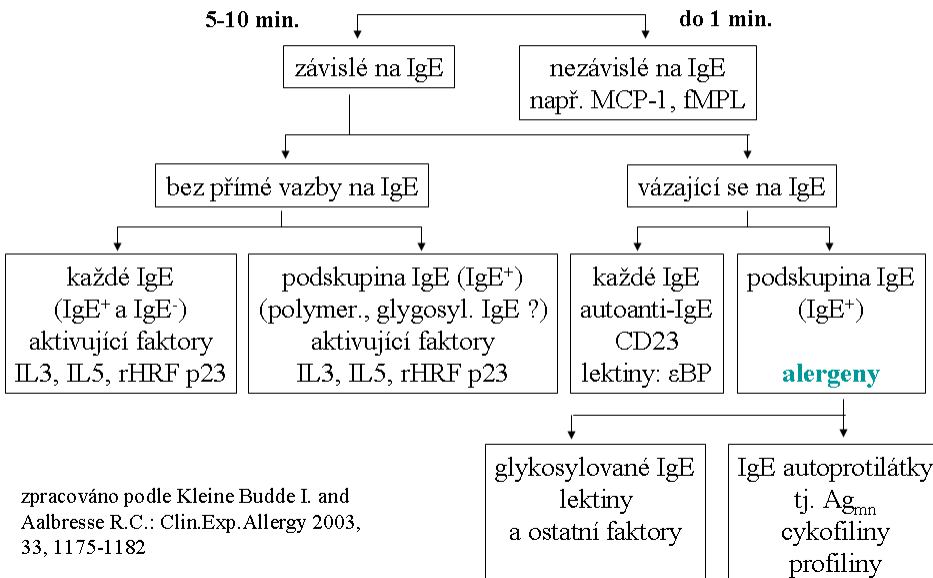 5-10 min.
do 1 min.
závislé na IgE
nezávislé na IgE
např. MCP-1, fMPL
bez přímé vazby na IgE
vázající se na IgE
každé IgE
(IgE⁺ a IgE⁻)
aktivující faktory
IL3, IL5, rHRF p23
podskupina IgE (IgE⁺)
(polymer., glygosyl. IgE ?)
aktivující faktory
IL3, IL5, rHRF p23
každé IgE
autoanti-IgE
CD23
lektiny: εBP
podskupina IgE
(IgE⁺)
alergeny
glykosylované IgE
lektiny
a ostatní faktory
IgE autoprotilátky
tj. Agmn
cykofiliny
profiliny
zpracováno podle Kleine Budde I. and
Aalbresse R.C.: Clin.Exp.Allergy 2003,
33, 1175-1182